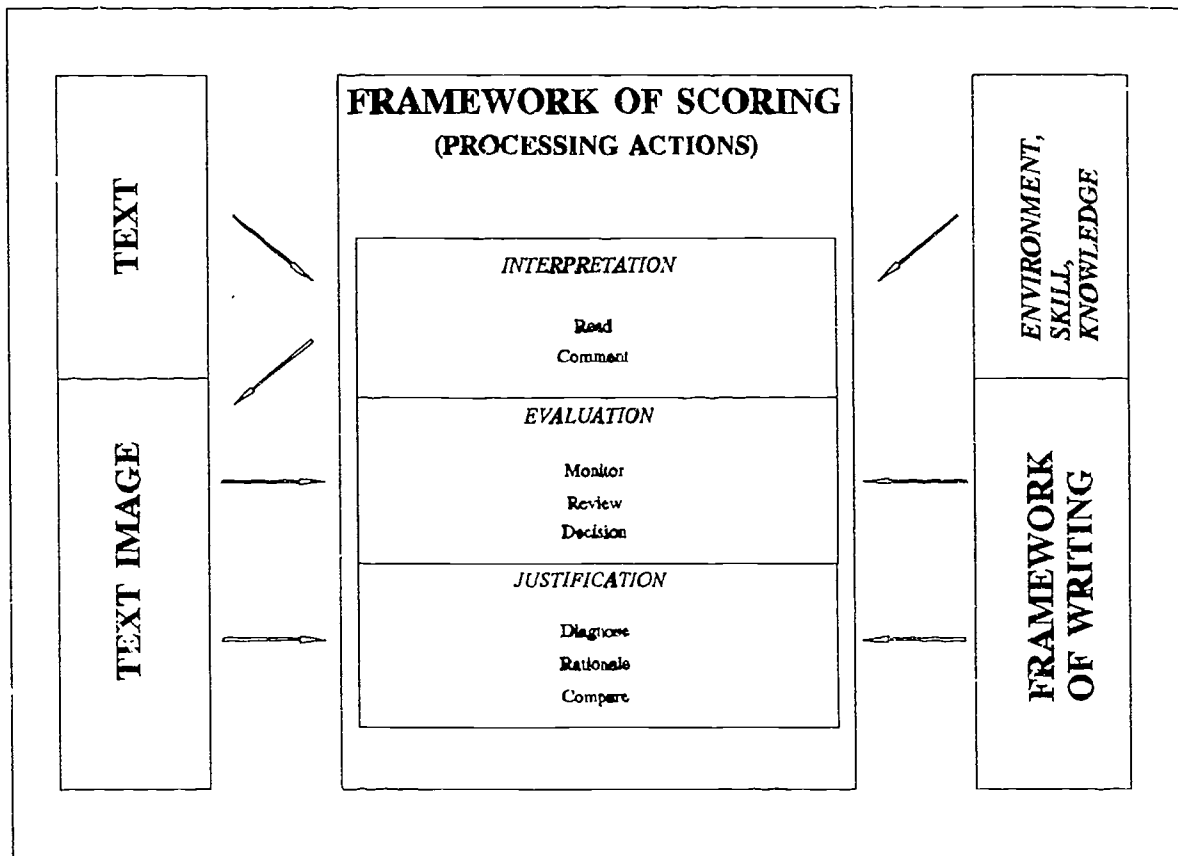 TEXT
TEXT IMAGE
FRAMEWORK OF SCORING
(PROCESSING ACTIONS)
INTERPRETATION
Read
Comment
EVALUATION
Monitor
Review
Decision
JUSTIFICATION
Diagnose
Rationale
Compare
ENVIRONMENT,
SKILL,
KNOWLEDGE
FRAMEWORK
OF WRITING